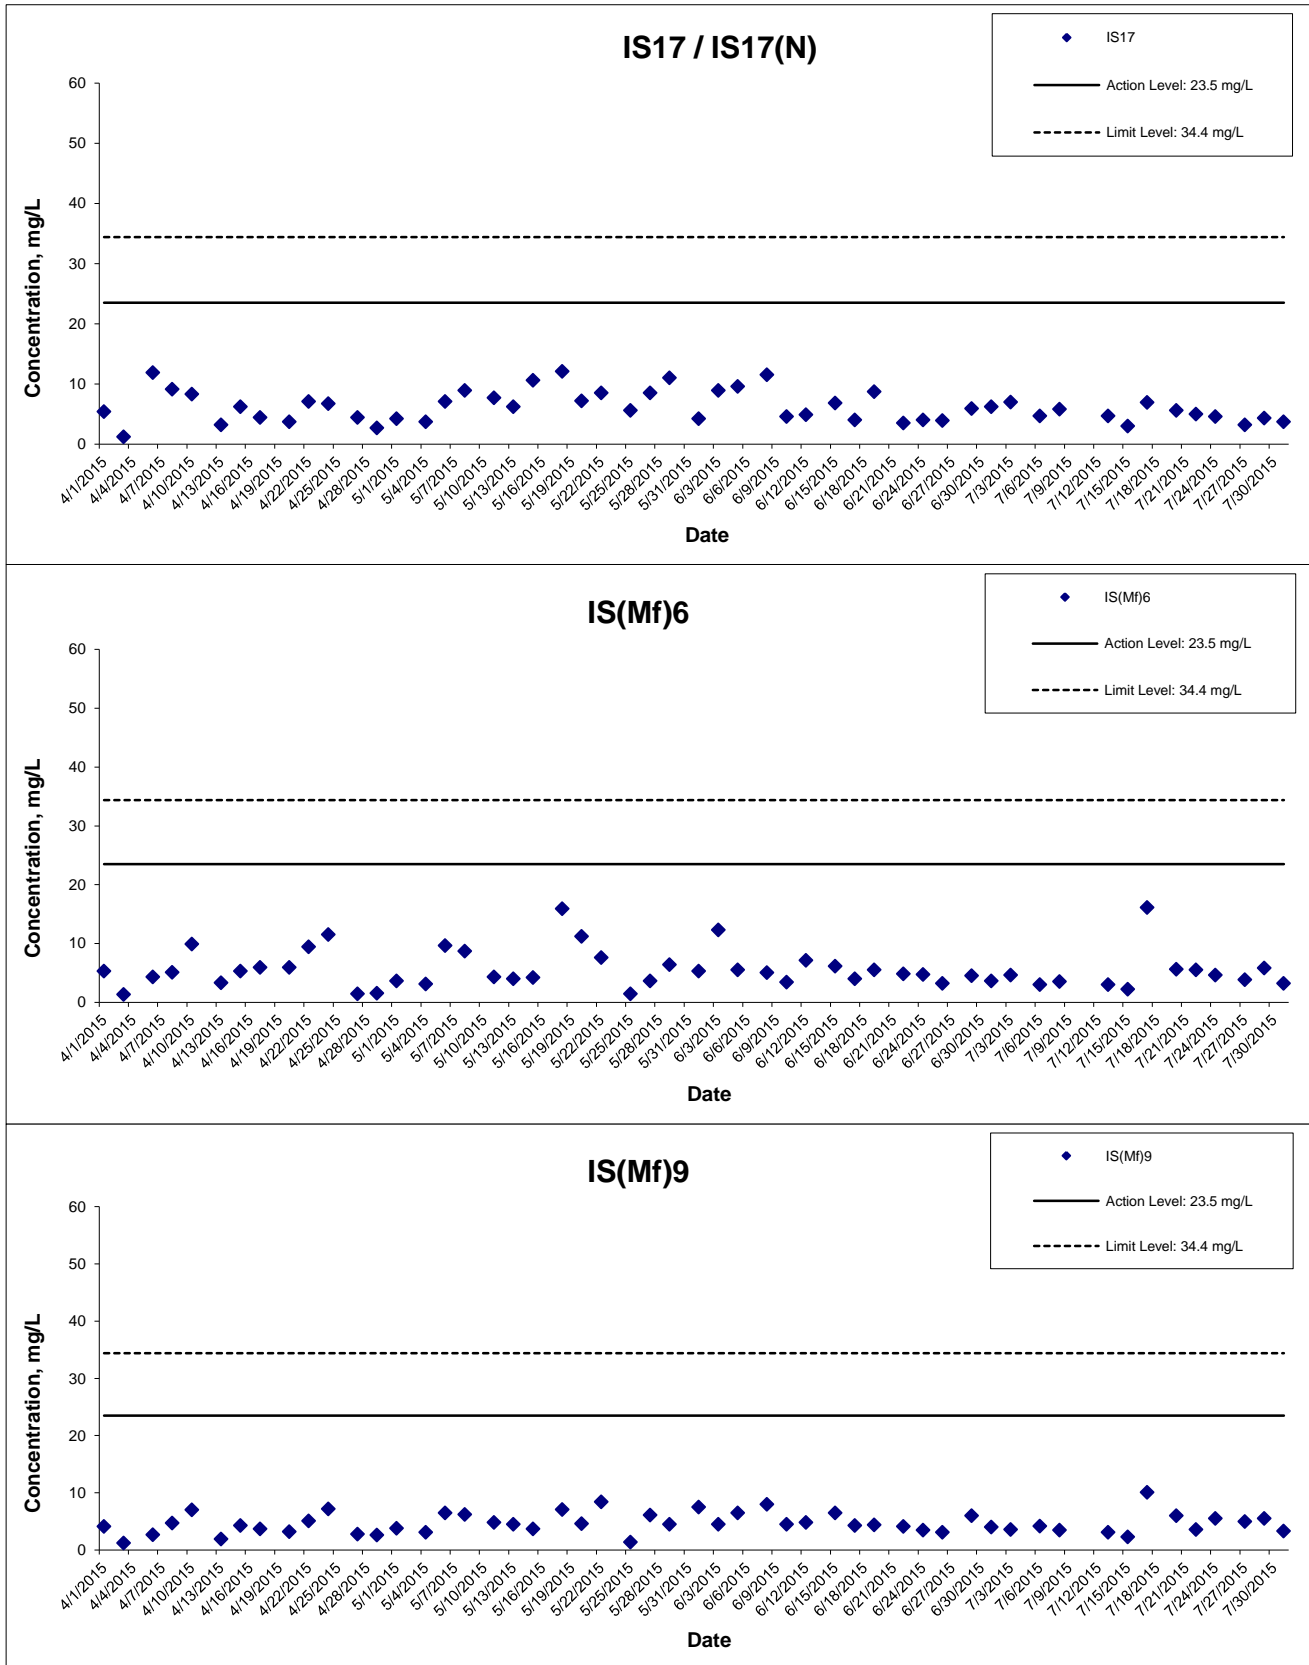 IS17 / IS17(N)
IS17
Action Level: 23.5 mg/L
Limit Level: 34.4 mg/L
Concentration, mg/L
60
50
40
30
20
10
0
4/1/2015 4/4/2015 4/7/2015 4/10/2015 4/13/2015 4/16/2015 4/19/2015 4/22/2015 4/25/2015 4/28/2015 5/1/2015 5/4/2015 5/7/2015 5/10/2015 5/13/2015 5/16/2015 5/19/2015 5/22/2015 5/25/2015 5/28/2015 5/31/2015 6/3/2015 6/6/2015 6/9/2015 6/12/2015 6/15/2015 6/18/2015 6/21/2015 6/24/2015 6/27/2015 6/30/2015 7/3/2015 7/6/2015 7/9/2015 7/12/2015 7/15/2015 7/18/2015 7/21/2015 7/24/2015 7/27/2015 7/30/2015
Date
IS(Mf)6
IS(Mf)6
Action Level: 23.5 mg/L
Limit Level: 34.4 mg/L
Concentration, mg/L
60
50
40
30
20
10
0
4/1/2015 4/4/2015 4/7/2015 4/10/2015 4/13/2015 4/16/2015 4/19/2015 4/22/2015 4/25/2015 4/28/2015 5/1/2015 5/4/2015 5/7/2015 5/10/2015 5/13/2015 5/16/2015 5/19/2015 5/22/2015 5/25/2015 5/28/2015 5/31/2015 6/3/2015 6/6/2015 6/9/2015 6/12/2015 6/15/2015 6/18/2015 6/21/2015 6/24/2015 6/27/2015 6/30/2015 7/3/2015 7/6/2015 7/9/2015 7/12/2015 7/15/2015 7/18/2015 7/21/2015 7/24/2015 7/27/2015 7/30/2015
Date
IS(Mf)9
IS(Mf)9
Action Level: 23.5 mg/L
Limit Level: 34.4 mg/L
Concentration, mg/L
60
50
40
30
20
10
0
4/1/2015 4/4/2015 4/7/2015 4/10/2015 4/13/2015 4/16/2015 4/19/2015 4/22/2015 4/25/2015 4/28/2015 5/1/2015 5/4/2015 5/7/2015 5/10/2015 5/13/2015 5/16/2015 5/19/2015 5/22/2015 5/25/2015 5/28/2015 5/31/2015 6/3/2015 6/6/2015 6/9/2015 6/12/2015 6/15/2015 6/18/2015 6/21/2015 6/24/2015 6/27/2015 6/30/2015 7/3/2015 7/6/2015 7/9/2015 7/12/2015 7/15/2015 7/18/2015 7/21/2015 7/24/2015 7/27/2015 7/30/2015
Date